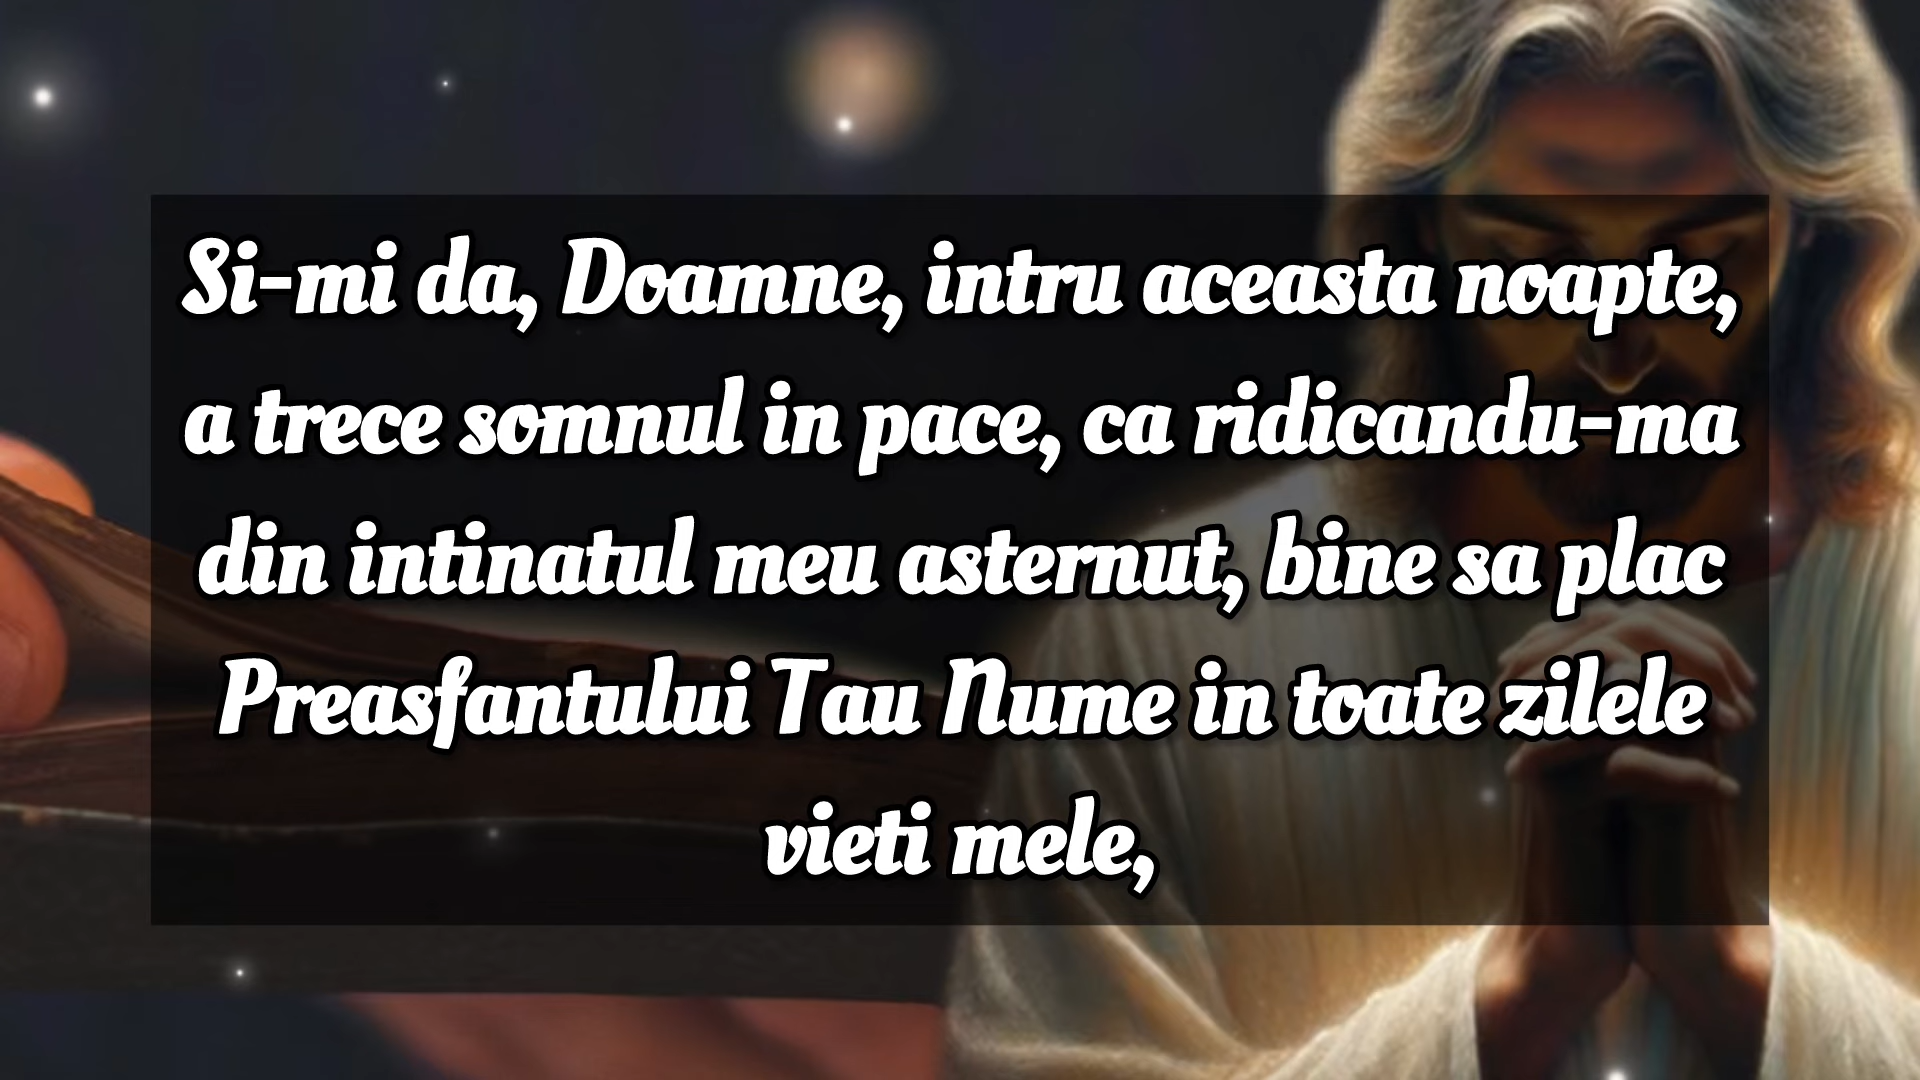 Si-mi da, Doamne, intru aceasta noapte,
a trece somnul in pace, ca ridicandu-ma
din intinatul meu asternut, bine sa plac
Preasfantului Tau Nume in toate zilele
vieti mele,